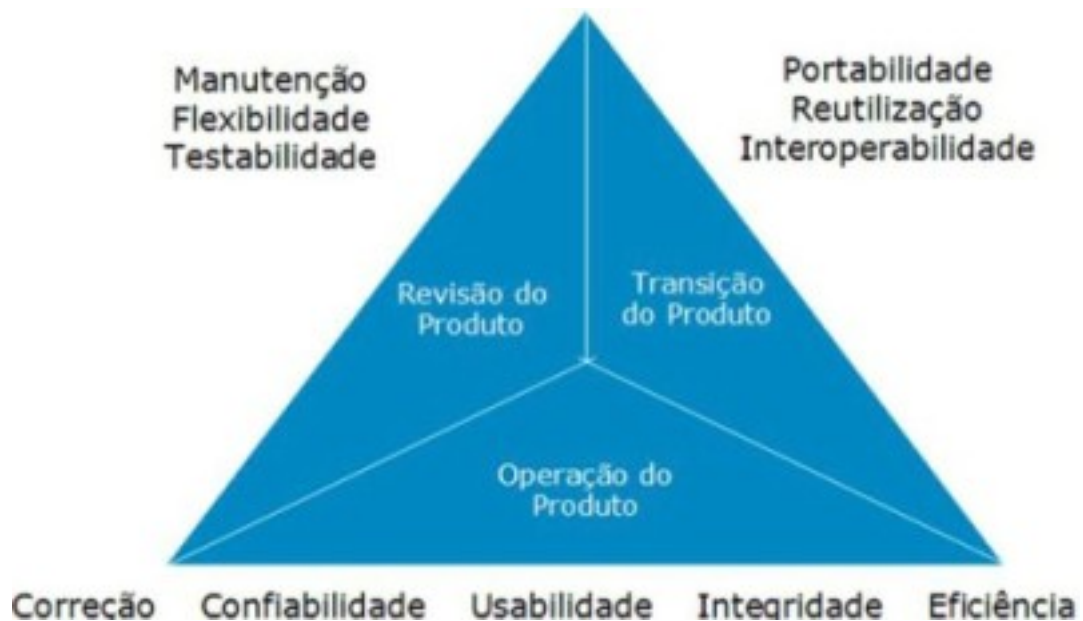 Manutenção
Flexibilidade
Testabilidade
Portabilidade
Reutilização
Interoperabilidade
Revisão do
Produto
Transição
do Produto
Operação do
Produto
Correção Confiabilidade Usabilidade Integridade Eficiência